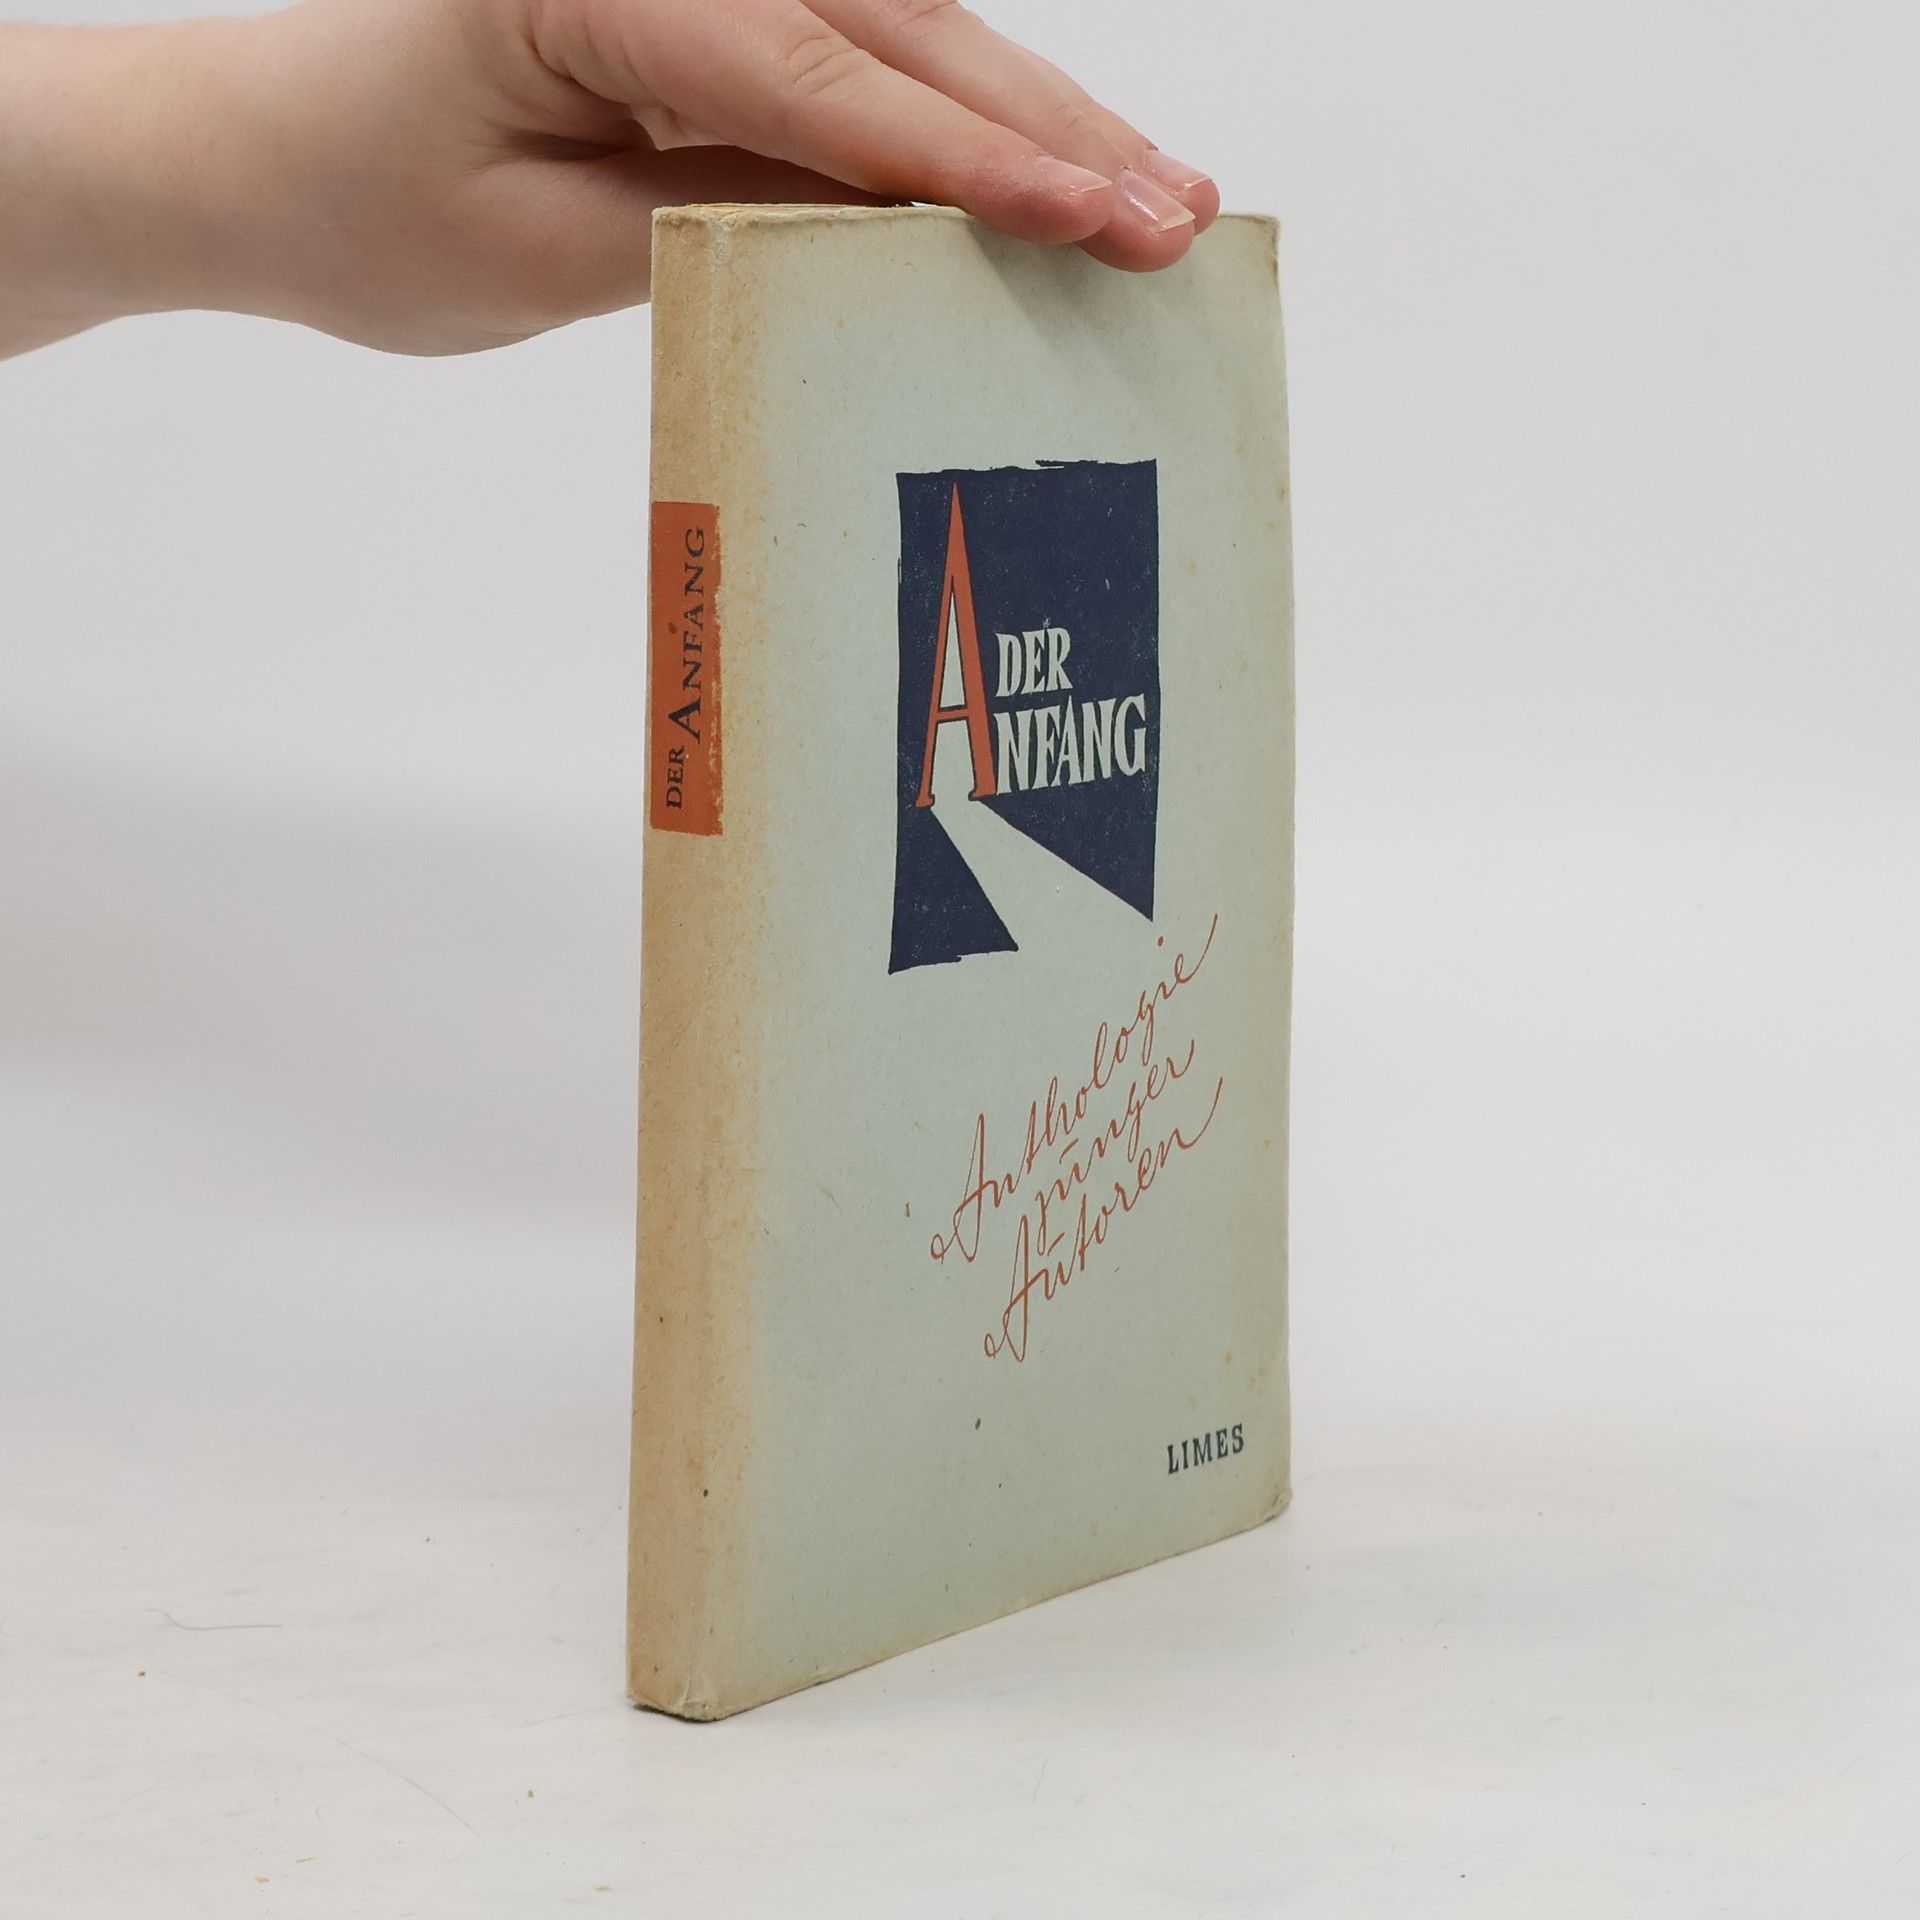 DER ANFANG
DER
ANFANG
Anthologie
junger
Autoren
LIMES